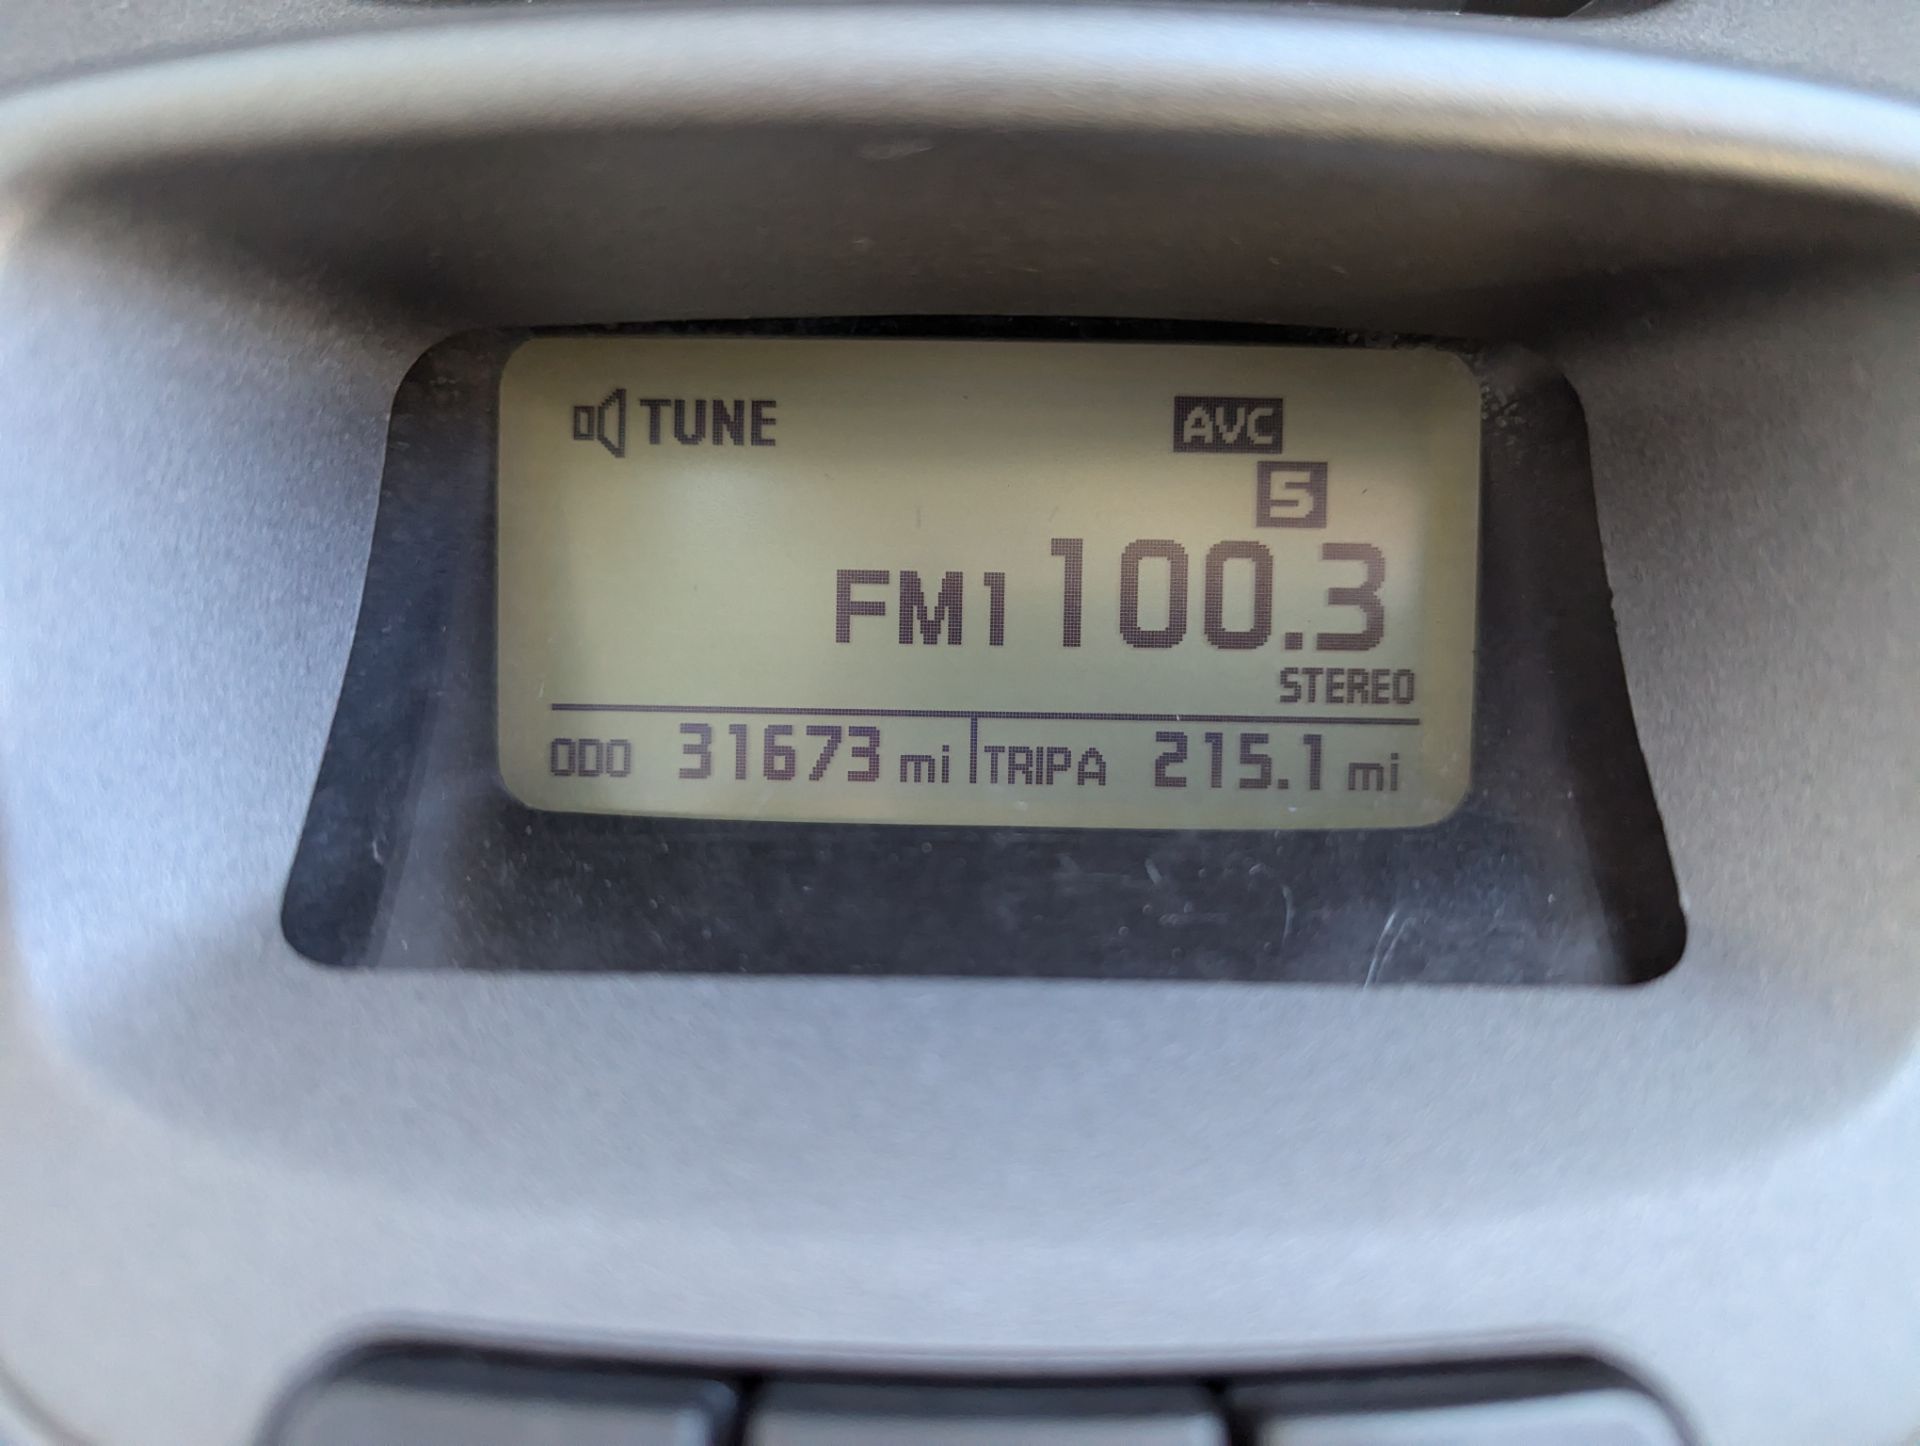 TUNE AVC
5
FM1 100.3
STEREO
ODO 31673 mi TRIPA 215.1 mi